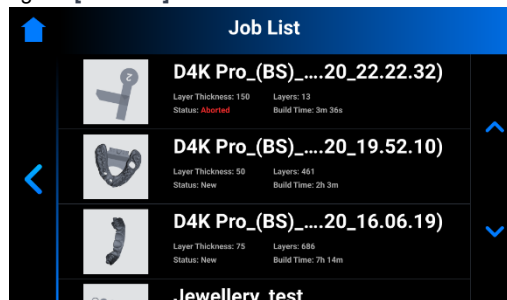 Job List
D4K Pro_(BS)_....20_22.22.32)
Layer Thickness: 150 Layers: 13
Status: Aborted Build Time: 3m 36s
D4K Pro_(BS)_....20_19.52.10)
Layer Thickness: 50 Layers: 461
Status: New Build Time: 2h 3m
D4K Pro_(BS)_....20_16.06.19)
Layer Thickness: 75 Layers: 686
Status: New Build Time: 7h 14m
Jewellery_test